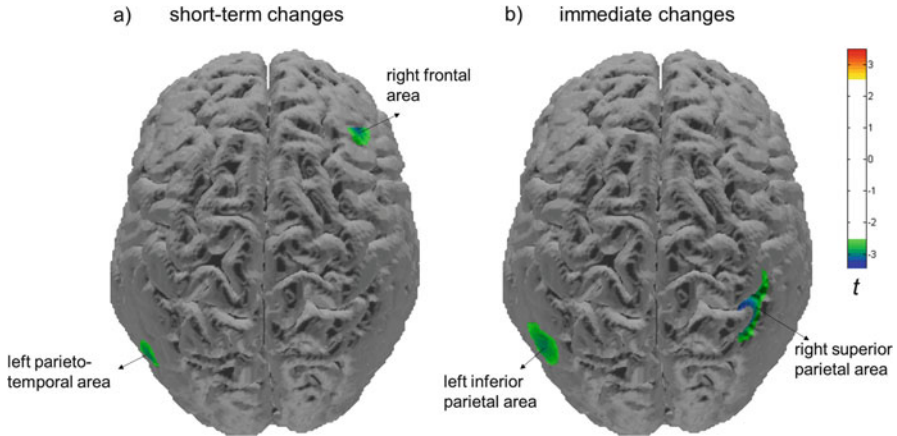 a) short-term changes
right frontal
area
left parieto-
temporal area
b) immediate changes
left inferior
parietal area
right superior
parietal area
3
2
1
0
-1
-2
-3
t